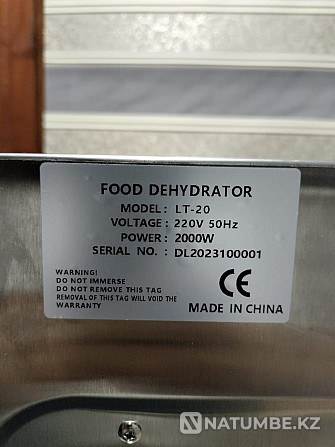 FOOD DEHYDRATOR
MODEL: LT-20
VOLTAGE: 220V 50Hz
POWER: 2000W
SERIAL NO. : DL2023100001
WARNING!
DO NOT IMMERSE
DO NOT REMOVE THIS TAG
REMOVAL OF THIS TAG WILL VOID THE
WARRANTY
CE
MADE IN CHINA
NATUMBE.KZ